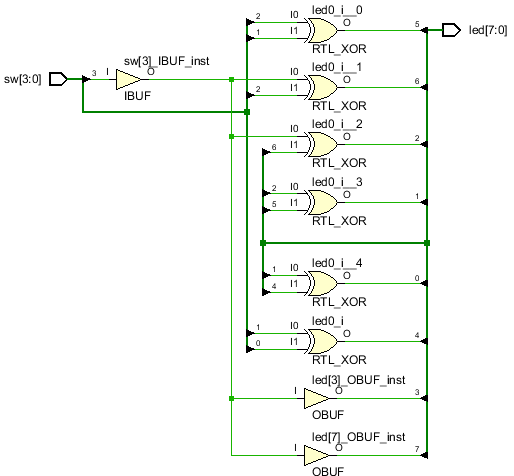 led0_i__0
2 I0 O 5 led[7:0]
1 I1
RTL_XOR
sw[3]_IBUF_inst
led0_i__1
sw[3:0] 3 I O I0 O 6
IBUF 2 I1
RTL_XOR
led0_i__2
I0 O 2
6 I1
RTL_XOR
led0_i__3
2 I0 O 1
5 I1
RTL_XOR
led0_i__4
1 I0 O 0
4 I1
RTL_XOR
led0_i
1 I0 O 4
0 I1
RTL_XOR
led[3]_OBUF_inst
I O 3
OBUF
led[7]_OBUF_inst
I O 7
OBUF